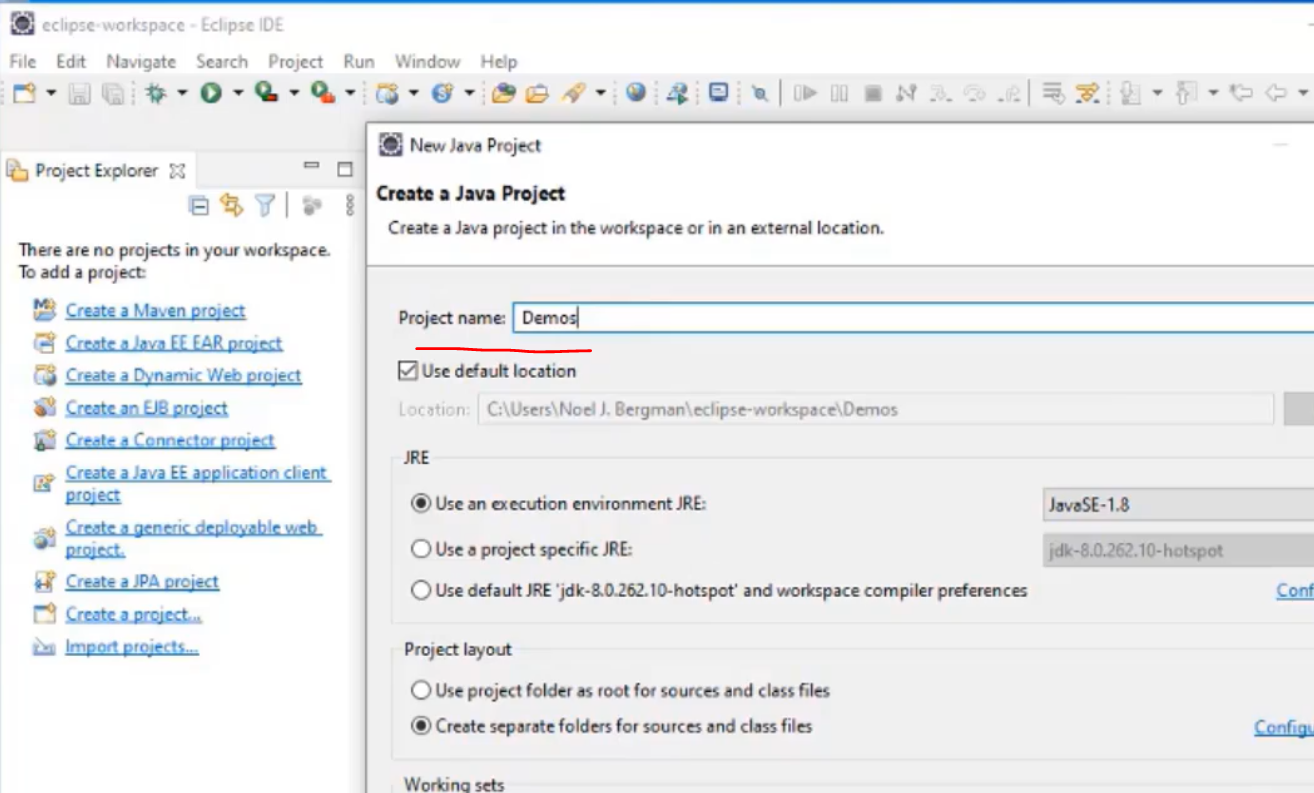 eclipse-workspace - Eclipse IDE
File Edit Navigate Search Project Run Window Help
Project Explorer
There are no projects in your workspace.
To add a project:
Create a Maven project
Create a Java EE EAR project
Create a Dynamic Web project
Create an EJB project
Create a Connector project
Create a Java EE application client
project
Create a generic deployable web
project.
Create a JPA project
Create a project...
Import projects...
New Java Project
Create a Java Project
Create a Java project in the workspace or in an external location.
Project name: Demos
Use default location
Location: C:\Users\Noel J. Bergman\eclipse-workspace\Demos
JRE
Use an execution environment JRE: JavaSE-1.8
Use a project specific JRE: jdk-8.0.262.10-hotspot
Use default JRE 'jdk-8.0.262.10-hotspot' and workspace compiler preferences Conf
Project layout
Use project folder as root for sources and class files
Create separate folders for sources and class files Configu
Working sets